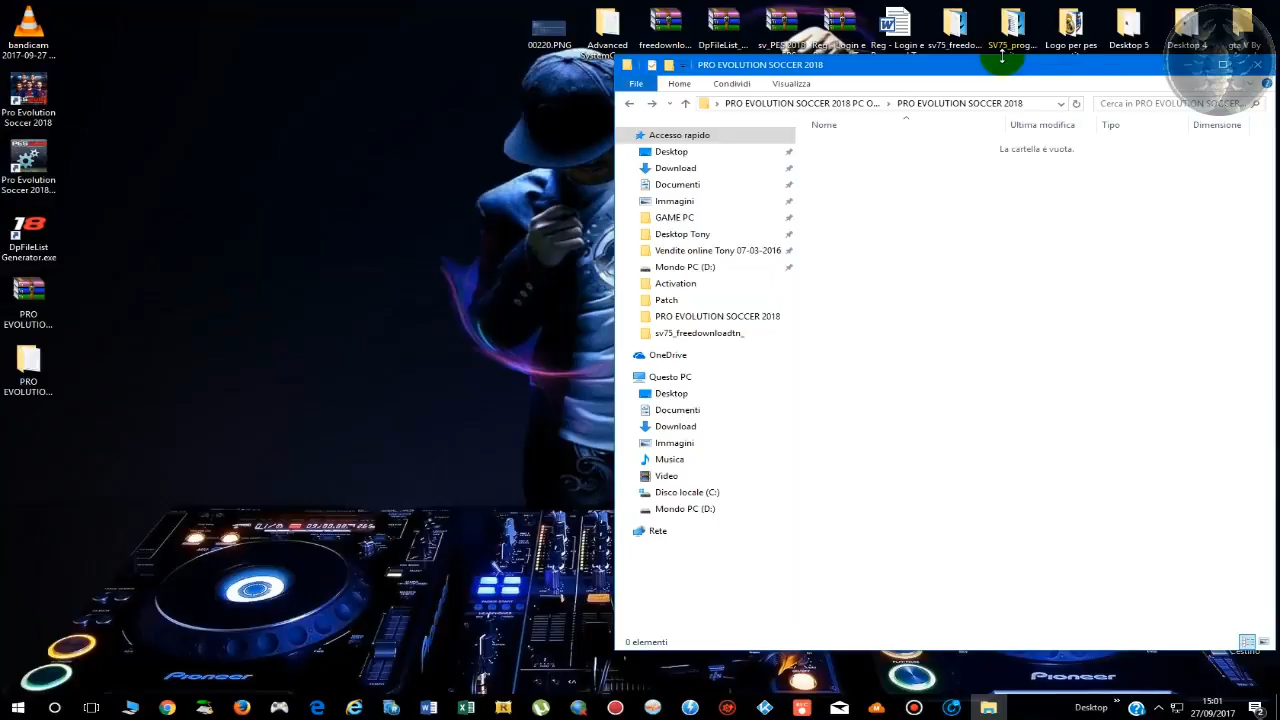 bandicam
2017-09-27 ...
Pro Evolution
Soccer 2018
Pro Evolution
Soccer 2018...
DpFileList
Generator.exe
PRO
EVOLUTIO...
PRO
EVOLUTIO...
00220.PNG
Advanced
freedownlo...
DpFileList_...
Reg - Login e
sv75_freedo...
SV75_prog...
Logo per pes
Desktop 5
Desktop 4
gta V By
PRO EVOLUTION SOCCER 2018
File
Home
Condividi
Visualizza
PRO EVOLUTION SOCCER 2018 PC O...
PRO EVOLUTION SOCCER 2018
Cerca in PRO EVOLUTION SOCCER...
Nome
Ultima modifica
Tipo
Dimensione
La cartella è vuota.
Accesso rapido
Desktop
Download
Documenti
Immagini
GAME PC
Desktop Tony
Vendite online Tony 07-03-2016
Mondo PC (D:)
Activation
Patch
PRO EVOLUTION SOCCER 2018
sv75_freedownloadtn_
OneDrive
Questo PC
Desktop
Documenti
Download
Immagini
Musica
Video
Disco locale (C:)
Mondo PC (D:)
Rete
0 elementi
Cestino
Pioneer
Pioneer
Desktop
15:01
27/09/2017